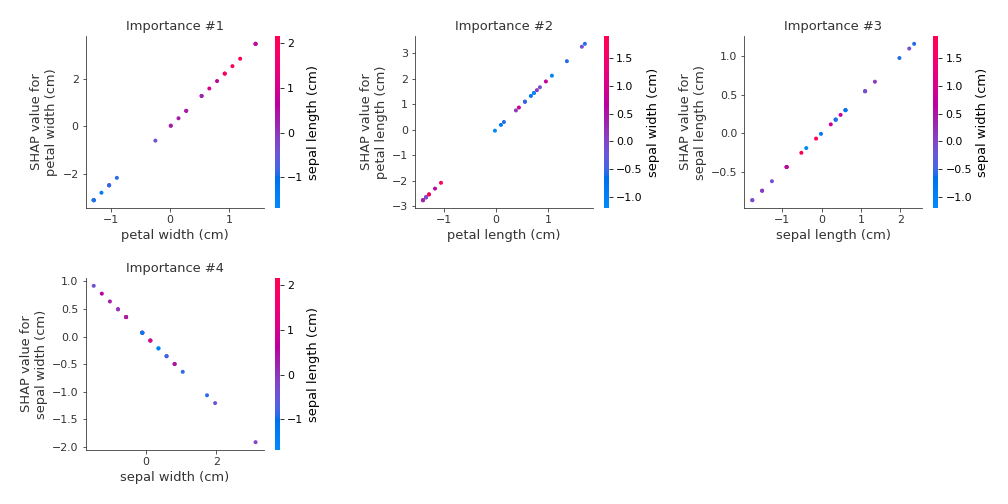 Importance #1
SHAP value for
petal width (cm)
2
0
−2
−1
0
1
petal width (cm)
2
1
0
−1
sepal length (cm)
Importance #2
SHAP value for
petal length (cm)
3
2
1
0
−1
−2
−3
−1
0
1
petal length (cm)
1.5
1.0
0.5
0.0
−0.5
−1.0
sepal width (cm)
Importance #3
SHAP value for
sepal length (cm)
1.0
0.5
0.0
−0.5
−1
0
1
2
sepal length (cm)
1.5
1.0
0.5
0.0
−0.5
−1.0
sepal width (cm)
Importance #4
SHAP value for
sepal width (cm)
1.0
0.5
0.0
−0.5
−1.0
−1.5
−2.0
0
2
sepal width (cm)
2
1
0
−1
sepal length (cm)